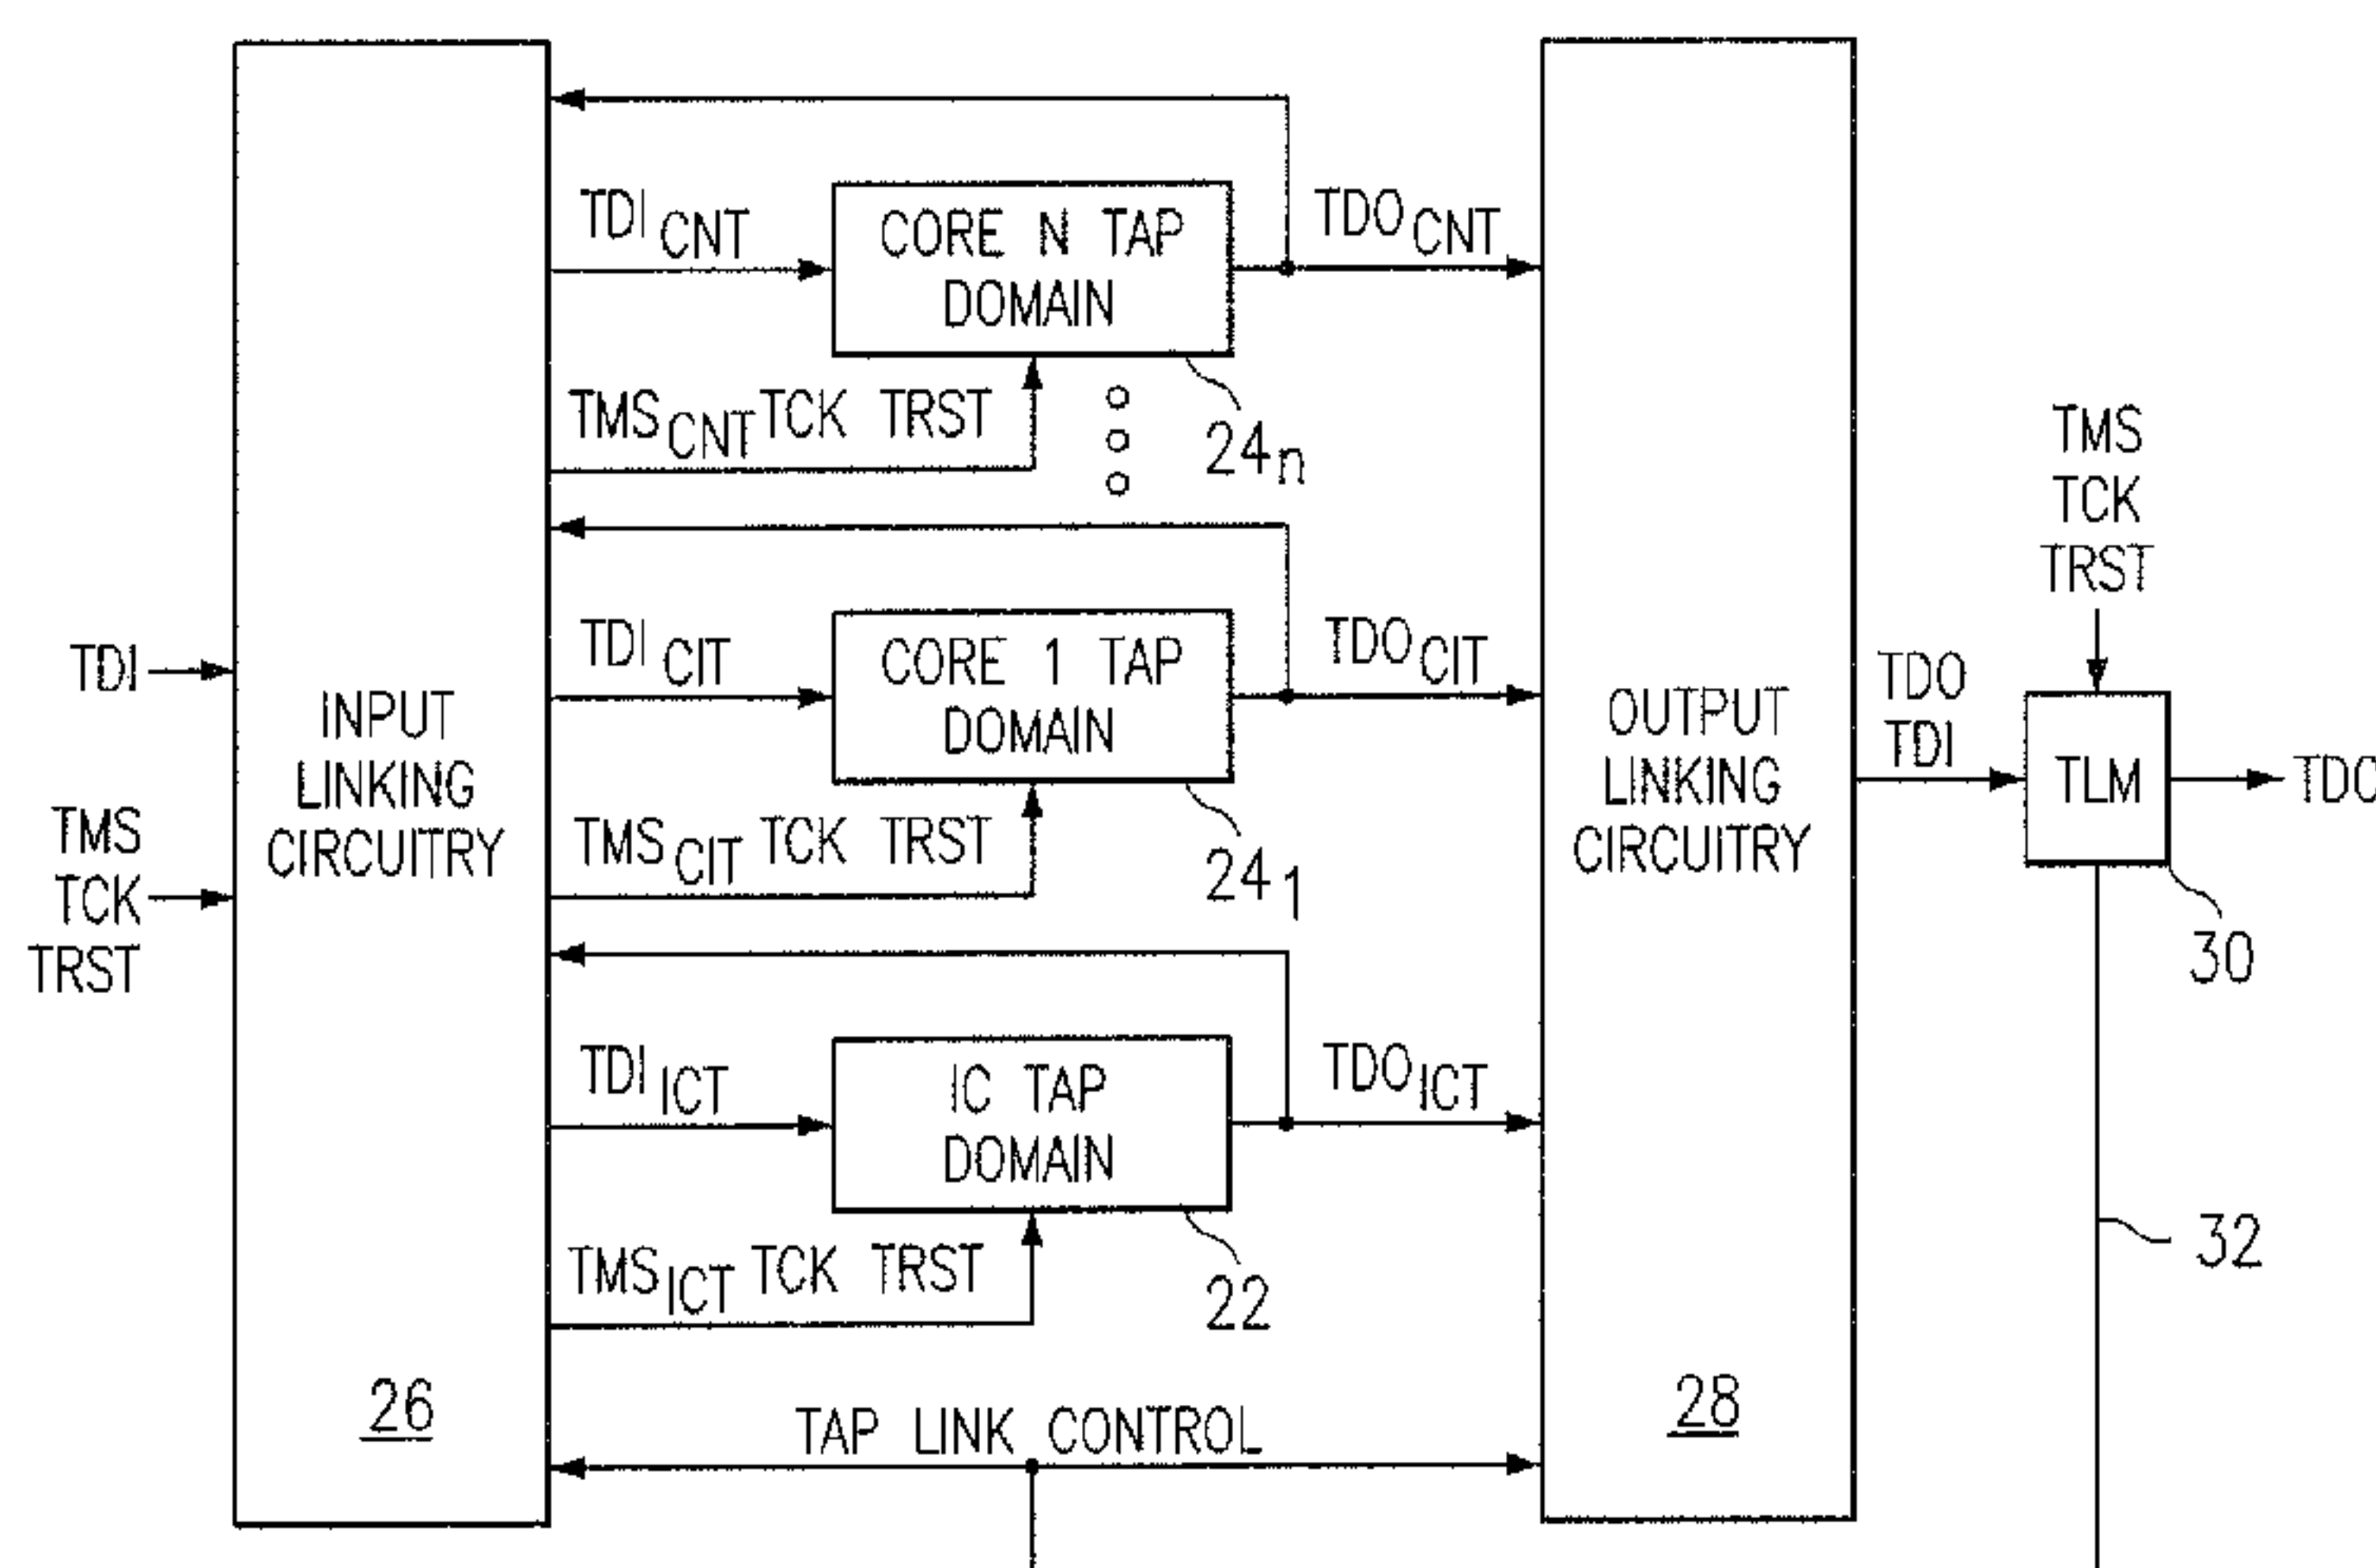 TDI CNT
CORE N TAP
DOMAIN
TDO CNT
TMS CNT TCK TRST
24 n
TMS
TCK
TRST
TDI
INPUT
LINKING
CIRCUITRY
TMS
TCK
TRST
TDI CIT
CORE 1 TAP
DOMAIN
TDO CIT
TMS CIT TCK TRST
24 1
OUTPUT
LINKING
CIRCUITRY
TDO
TDI
TLM
30
32
TDI ICT
IC TAP
DOMAIN
TDO ICT
TMS ICT TCK TRST
22
26
TAP LINK CONTROL
28